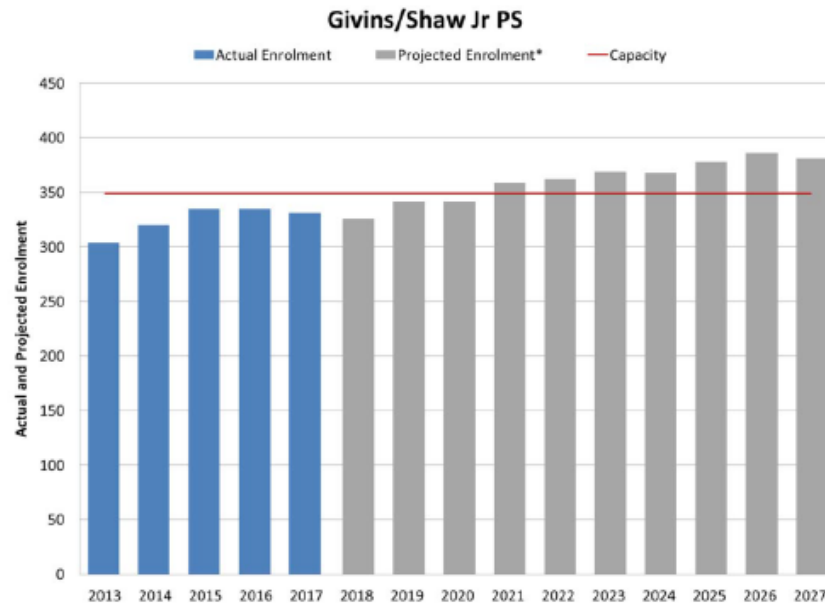 Givins/Shaw Jr PS
Actual Enrolment Projected Enrolment* Capacity
450
400
350
300
250
200
150
100
50
0
Actual and Projected Enrolment
2013 2014 2015 2016 2017 2018 2019 2020 2021 2022 2023 2024 2025 2026 2027